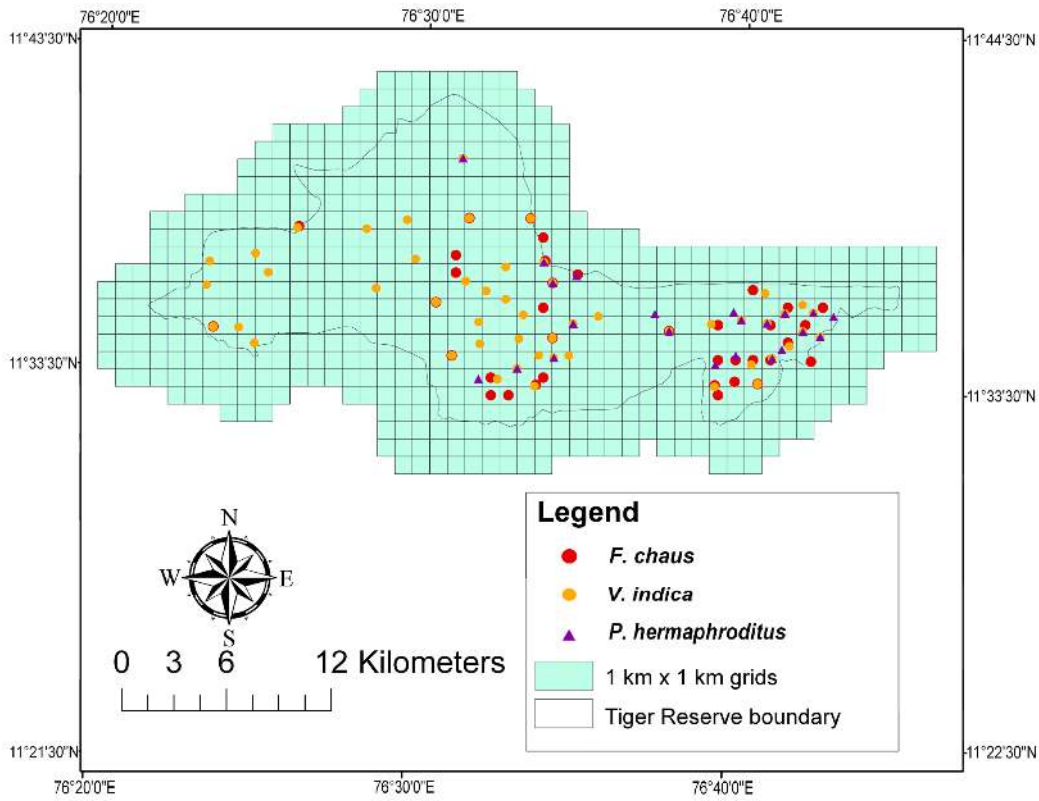 76°20'0"E 76°30'0"E 76°40'0"E
11°43'30"N 11°44'30"N
11°33'30"N 11°33'30"N
Legend
F. chaus
V. indica
P. hermaphroditus
1 km x 1 km grids
Tiger Reserve boundary
N
W E
S
0 3 6 12 Kilometers
11°21'30"N 11°22'30"N
76°20'0"E 76°30'0"E 76°40'0"E